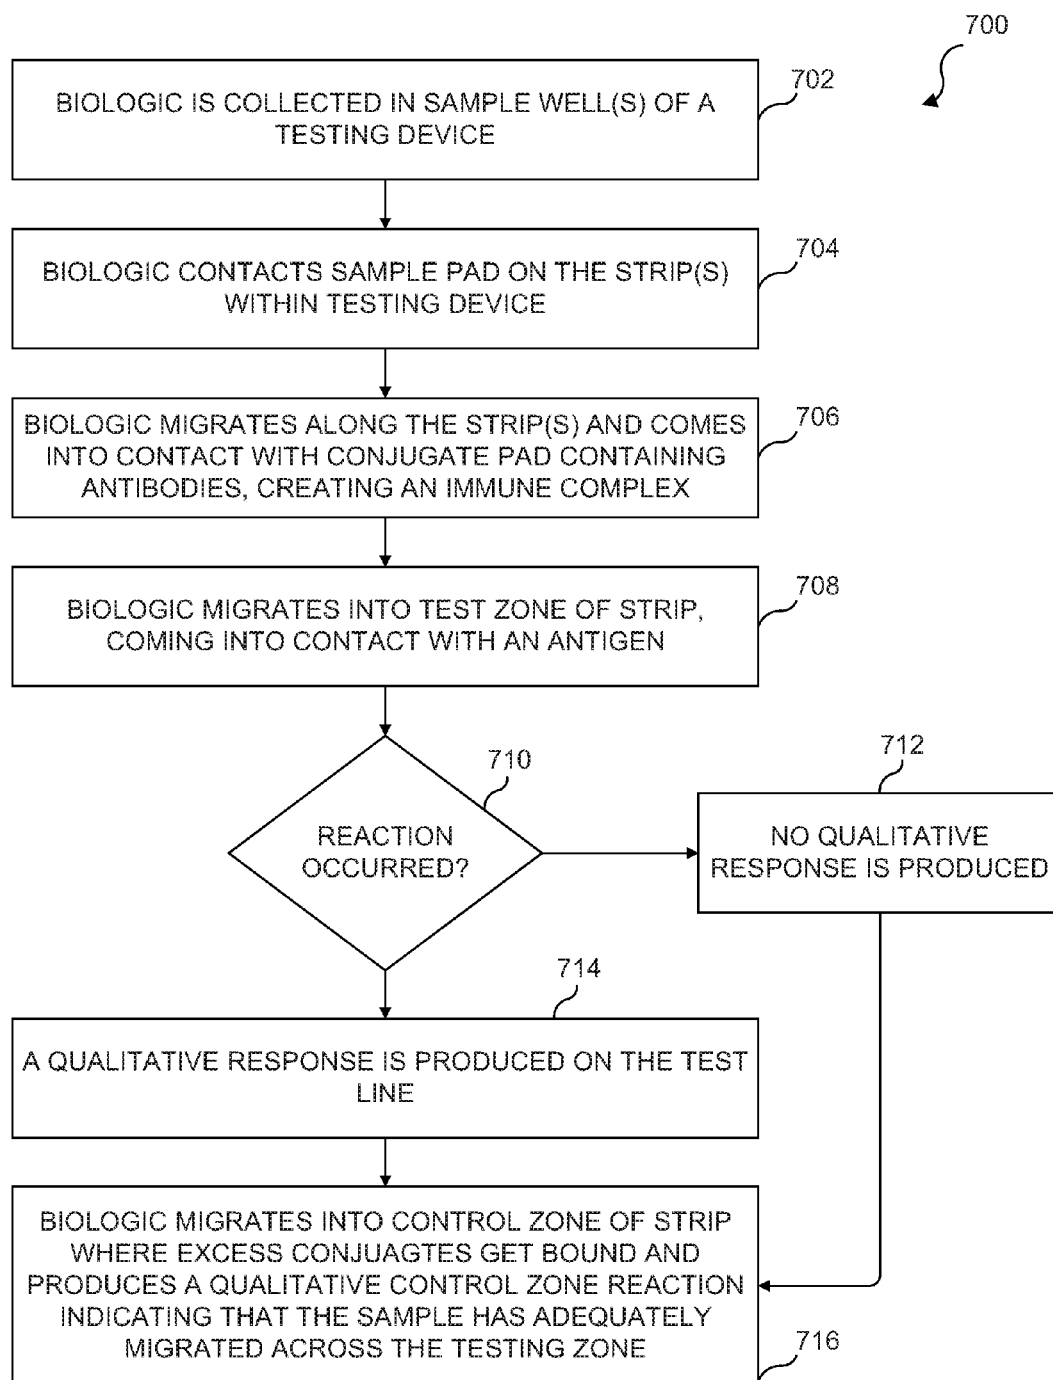 700
BIOLOGIC IS COLLECTED IN SAMPLE WELL(S) OF A
TESTING DEVICE
702
BIOLOGIC CONTACTS SAMPLE PAD ON THE STRIP(S)
WITHIN TESTING DEVICE
704
BIOLOGIC MIGRATES ALONG THE STRIP(S) AND COMES
INTO CONTACT WITH CONJUGATE PAD CONTAINING
ANTIBODIES, CREATING AN IMMUNE COMPLEX
706
BIOLOGIC MIGRATES INTO TEST ZONE OF STRIP,
COMING INTO CONTACT WITH AN ANTIGEN
708
REACTION
OCCURRED?
710
712
NO QUALITATIVE
RESPONSE IS PRODUCED
714
A QUALITATIVE RESPONSE IS PRODUCED ON THE TEST
LINE
BIOLOGIC MIGRATES INTO CONTROL ZONE OF STRIP
WHERE EXCESS CONJUAGTES GET BOUND AND
PRODUCES A QUALITATIVE CONTROL ZONE REACTION
INDICATING THAT THE SAMPLE HAS ADEQUATELY
MIGRATED ACROSS THE TESTING ZONE
716